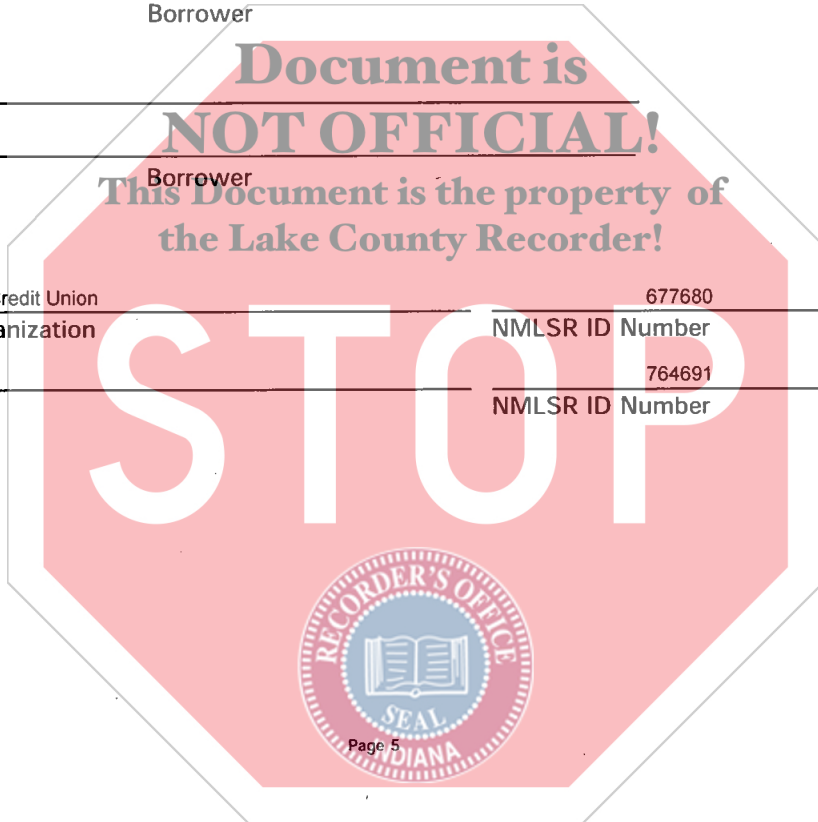 Borrower
Document is
NOT OFFICIAL!
Borrower
This Document is the property of
the Lake County Recorder!
redit Union 677680
anization NMLSR ID Number
764691
NMLSR ID Number
STOP
RECORDER'S OFFICE
SEAL
Page 5
INDIANA